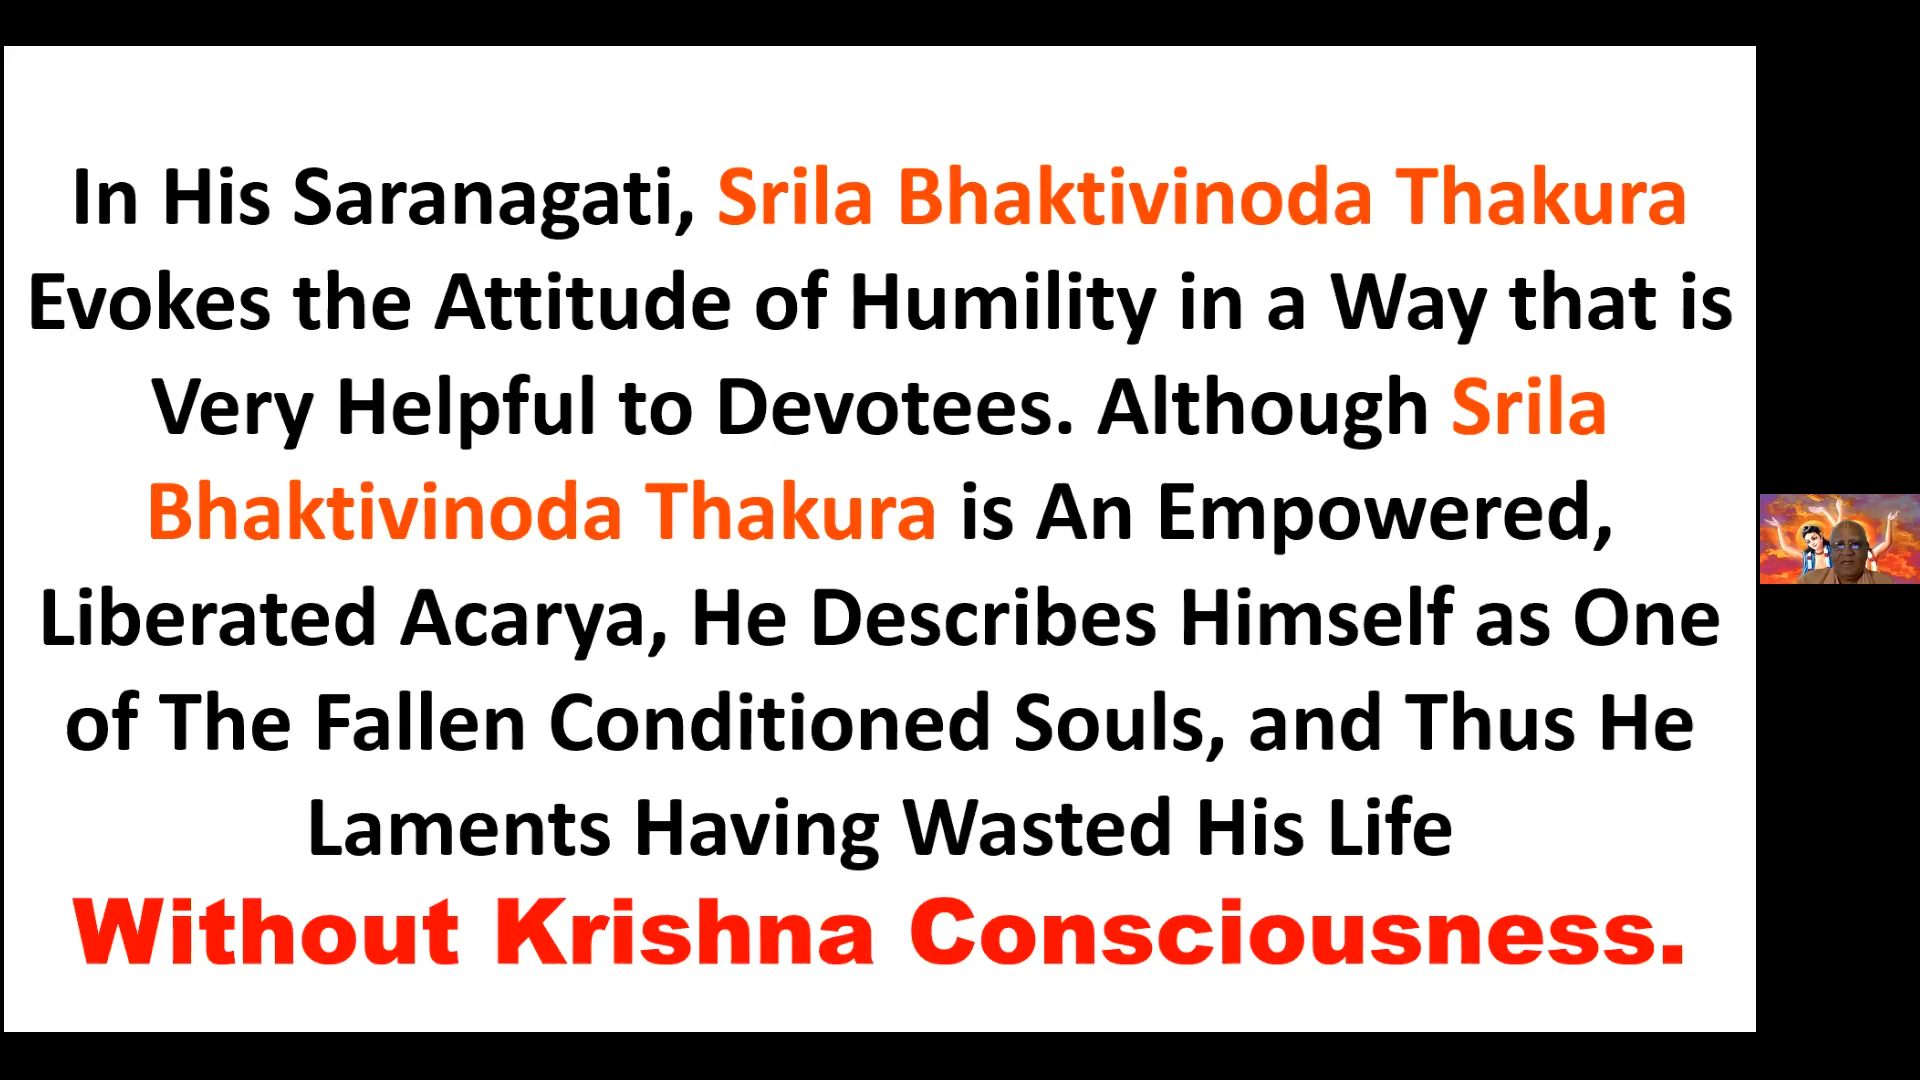 In His Saranagati, Srila Bhaktivinoda Thakura
Evokes the Attitude of Humility in a Way that is
Very Helpful to Devotees. Although Srila
Bhaktivinoda Thakura is An Empowered,
Liberated Acarya, He Describes Himself as One
of The Fallen Conditioned Souls, and Thus He
Laments Having Wasted His Life
Without Krishna Consciousness.